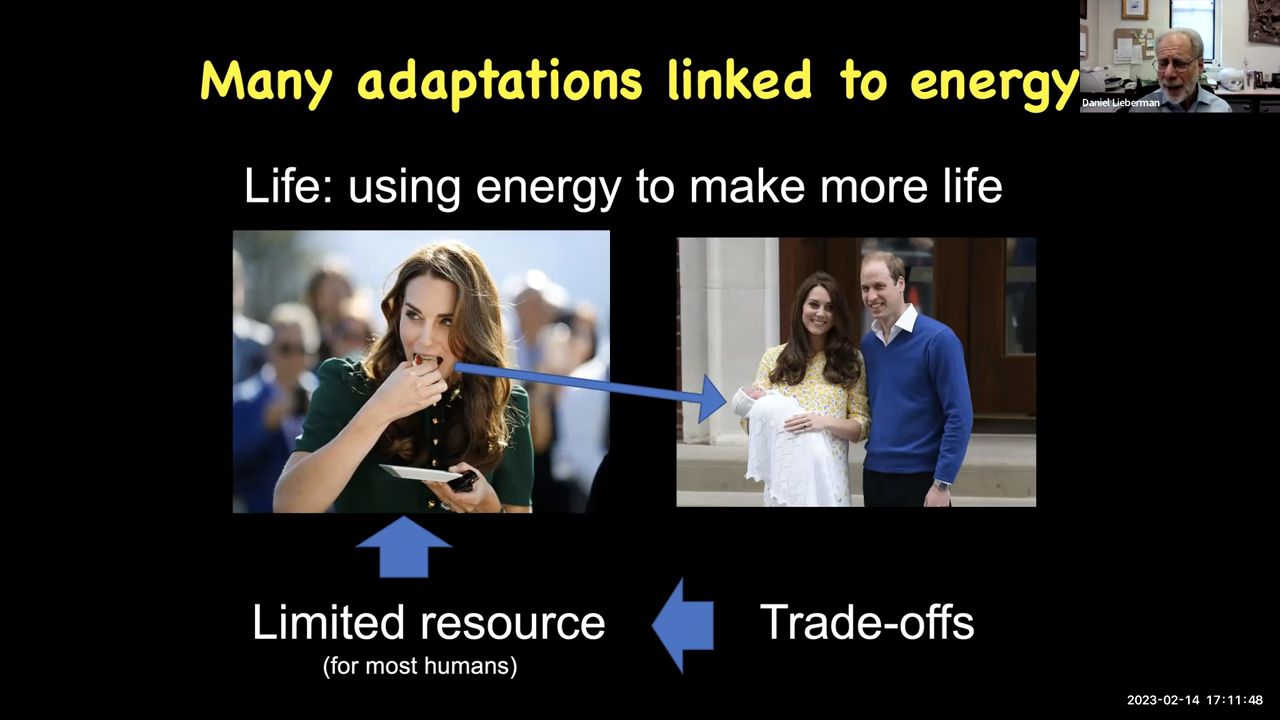 Many adaptations linked to energy
Daniel Lieberman
Life: using energy to make more life
Limited resource
(for most humans)
Trade-offs
2023-02-14 17:11:48